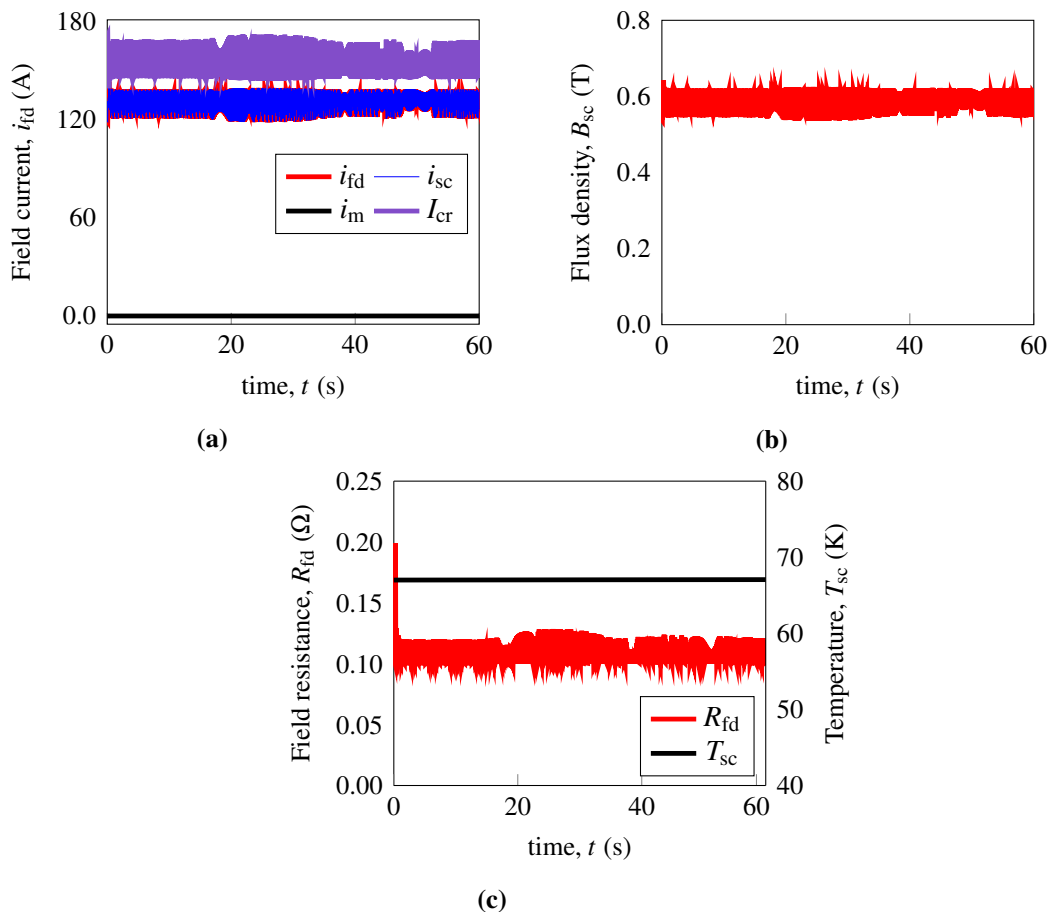 180
120
60
0.0
Field current, i_fd (A)
i_fd i_sc
i_m I_cr
0 20 40 60
time, t (s)
(a)
0.8
0.6
0.4
0.2
0.0
Flux density, B_sc (T)
0 20 40 60
time, t (s)
(b)
0.25
0.20
0.15
0.10
0.05
0.00
Field resistance, R_fd (Ω)
80
70
60
50
40
Temperature, T_sc (K)
R_fd
T_sc
0 20 40 60
time, t (s)
(c)